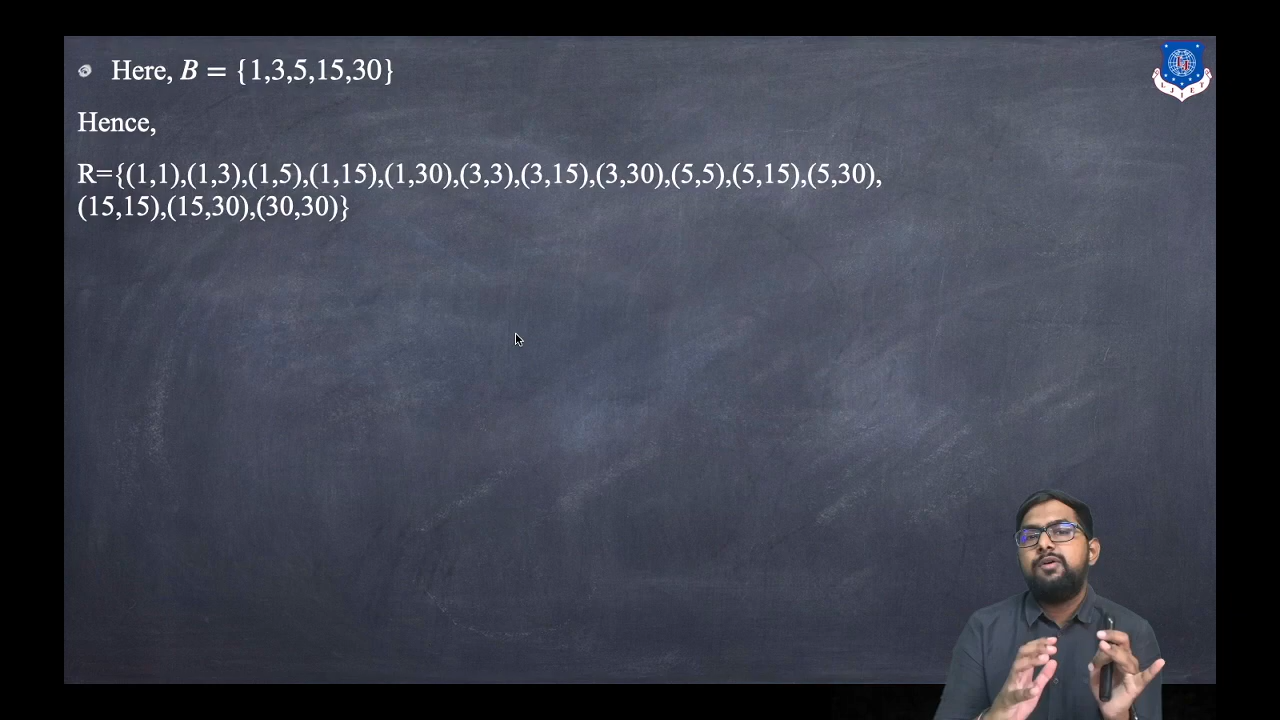 Here, B = {1,3,5,15,30}
Hence,
R={(1,1),(1,3),(1,5),(1,15),(1,30),(3,3),(3,15),(3,30),(5,5),(5,15),(5,30),
(15,15),(15,30),(30,30)}
LJIET